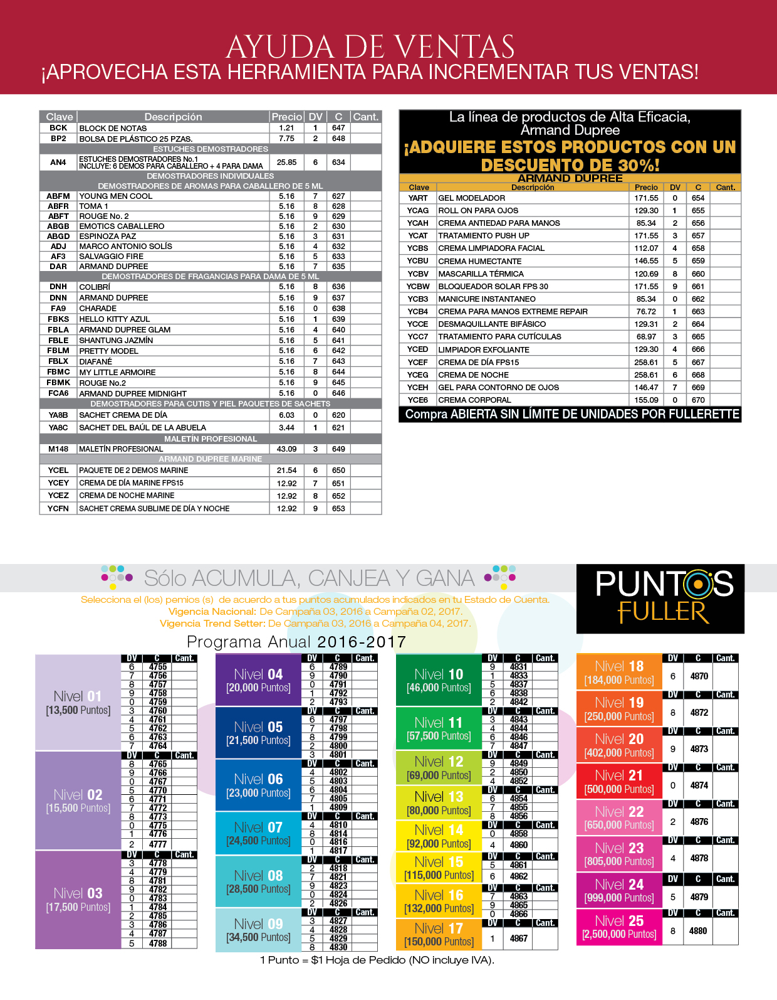 AYUDA DE VENTAS
¡APROVECHA ESTA HERRAMIENTA PARA INCREMENTAR TUS VENTAS!
Clave Descripción Precio DV C Cant.
BCK BLOCK DE NOTAS 1.21 1 647
BP2 BOLSA DE PLÁSTICO 25 PZAS. 7.75 2 648
ESTUCHES DEMOSTRADORES
AN4 ESTUCHES DEMOSTRADORES No.1 INCLUYE: 6 DEMOS PARA CABALLERO + 4 PARA DAMA 25.85 6 634
DEMOSTRADORES INDIVIDUALES
DEMOSTRADORES DE AROMAS PARA CABALLERO DE 5 ML
ABFM YOUNG MEN COOL 5.16 7 627
ABFR TOMA 1 5.16 8 628
ABFT ROUGE No. 2 5.16 9 629
ABGB EMOTICS CABALLERO 5.16 2 630
ABGD ESPINOZA PAZ 5.16 3 631
ADJ MARCO ANTONIO SOLÍS 5.16 4 632
AF3 SALVAGGIO FIRE 5.16 5 633
DAR ARMAND DUPREE 5.16 7 635
DEMOSTRADORES DE FRAGANCIAS PARA DAMA DE 5 ML
DNH COLIBRÍ 5.16 8 636
DNN ARMAND DUPREE 5.16 9 637
FA9 CHARADE 5.16 0 638
FBKS HELLO KITTY AZUL 5.16 1 639
FBLA ARMAND DUPREE GLAM 5.16 4 640
FBLE SHANTUNG JAZMÍN 5.16 5 641
FBLM PRETTY MODEL 5.16 6 642
FBLX DIAFANÉ 5.16 7 643
FBMC MY LITTLE ARMOIRE 5.16 8 644
FBMK ROUGE No.2 5.16 9 645
FCA6 ARMAND DUPREE MIDNIGHT 5.16 0 646
DEMOSTRADORES PARA CUTIS Y PIEL PAQUETES DE SACHETS
YA8B SACHET CREMA DE DÍA 6.03 0 620
YA8C SACHET DEL BAÚL DE LA ABUELA 3.44 1 621
MALETÍN PROFESIONAL
M148 MALETÍN PROFESIONAL 43.09 3 649
ARMAND DUPREE MARINE
YCEL PAQUETE DE 2 DEMOS MARINE 21.54 6 650
YCEY CREMA DE DÍA MARINE FPS15 12.92 7 651
YCEZ CREMA DE NOCHE MARINE 12.92 8 652
YCFN SACHET CREMA SUBLIME DE DÍA Y NOCHE 12.92 9 653
La línea de productos de Alta Eficacia,
Armand Dupree
¡ADQUIERE ESTOS PRODUCTOS CON UN
DESCUENTO DE 30%!
ARMAND DUPREE
Clave Descripción Precio DV C Cant.
YART GEL MODELADOR 171.55 0 654
YCAG ROLL ON PARA OJOS 129.30 1 655
YCAH CREMA ANTIEDAD PARA MANOS 85.34 2 656
YCAT TRATAMIENTO PUSH UP 171.55 3 657
YCBS CREMA LIMPIADORA FACIAL 112.07 4 658
YCBU CREMA HUMECTANTE 146.55 5 659
YCBV MASCARILLA TÉRMICA 120.69 8 660
YCBW BLOQUEADOR SOLAR FPS 30 171.55 9 661
YCB3 MANICURE INSTANTANEO 85.34 0 662
YCB4 CREMA PARA MANOS EXTREME REPAIR 76.72 1 663
YCCE DESMAQUILLANTE BIFÁSICO 129.31 2 664
YCC7 TRATAMIENTO PARA CUTÍCULAS 68.97 3 665
YCED LIMPIADOR EXFOLIANTE 129.30 4 666
YCEF CREMA DE DÍA FPS15 258.61 5 667
YCEG CREMA DE NOCHE 258.61 6 668
YCEH GEL PARA CONTORNO DE OJOS 146.47 7 669
YCE6 CREMA CORPORAL 155.09 0 670
Compra ABIERTA SIN LÍMITE DE UNIDADES POR FULLERETTE
Sólo ACUMULA, CANJEA Y GANA
PUNTOS
FULLER
Selecciona el (los) pemios (s) de acuerdo a tus puntos acumulados indicados en tu Estado de Cuenta.
Vigencia Nacional: De Campaña 03, 2016 a Campaña 02, 2017.
Vigencia Trend Setter: De Campaña 03, 2016 a Campaña 04, 2017.
Programa Anual 2016-2017
Nivel 01
[13,500 Puntos]
DV C Cant.
6 4755
7 4756
8 4757
9 4758
0 4759
3 4760
4 4761
5 4762
6 4763
7 4764
Nivel 02
[15,500 Puntos]
DV C Cant.
8 4765
9 4766
0 4767
5 4770
6 4771
7 4772
8 4773
0 4775
1 4776
2 4777
Nivel 03
[17,500 Puntos]
DV C Cant.
3 4778
4 4779
8 4781
9 4782
0 4783
1 4784
2 4785
3 4786
4 4787
5 4788
Nivel 04
[20,000 Puntos]
DV C Cant.
6 4789
9 4790
0 4791
1 4792
2 4793
Nivel 05
[21,500 Puntos]
DV C Cant.
6 4797
7 4798
8 4799
2 4800
3 4801
Nivel 06
[23,000 Puntos]
DV C Cant.
4 4802
5 4803
6 4804
7 4805
1 4809
Nivel 07
[24,500 Puntos]
DV C Cant.
4 4810
8 4814
0 4816
1 4817
Nivel 08
[28,500 Puntos]
DV C Cant.
2 4818
7 4821
9 4823
0 4824
2 4826
Nivel 09
[34,500 Puntos]
DV C Cant.
3 4827
4 4828
5 4829
8 4830
Nivel 10
[46,000 Puntos]
DV C Cant.
9 4831
1 4833
5 4837
6 4838
2 4842
Nivel 11
[57,500 Puntos]
DV C Cant.
3 4843
4 4844
6 4846
7 4847
Nivel 12
[69,000 Puntos]
DV C Cant.
9 4849
2 4850
4 4852
Nivel 13
[80,000 Puntos]
DV C Cant.
6 4854
7 4855
8 4856
Nivel 14
[92,000 Puntos]
DV C Cant.
0 4858
4 4860
Nivel 15
[115,000 Puntos]
DV C Cant.
5 4861
6 4862
Nivel 16
[132,000 Puntos]
DV C Cant.
7 4863
9 4865
0 4866
Nivel 17
[150,000 Puntos]
DV C Cant.
1 4867
Nivel 18
[184,000 Puntos]
DV C Cant.
6 4870
Nivel 19
[250,000 Puntos]
DV C Cant.
8 4872
Nivel 20
[402,000 Puntos]
DV C Cant.
9 4873
Nivel 21
[500,000 Puntos]
DV C Cant.
0 4874
Nivel 22
[650,000 Puntos]
DV C Cant.
2 4876
Nivel 23
[805,000 Puntos]
DV C Cant.
4 4878
Nivel 24
[999,000 Puntos]
DV C Cant.
5 4879
Nivel 25
[2,500,000 Puntos]
DV C Cant.
8 4880
1 Punto = $1 Hoja de Pedido (NO incluye IVA).